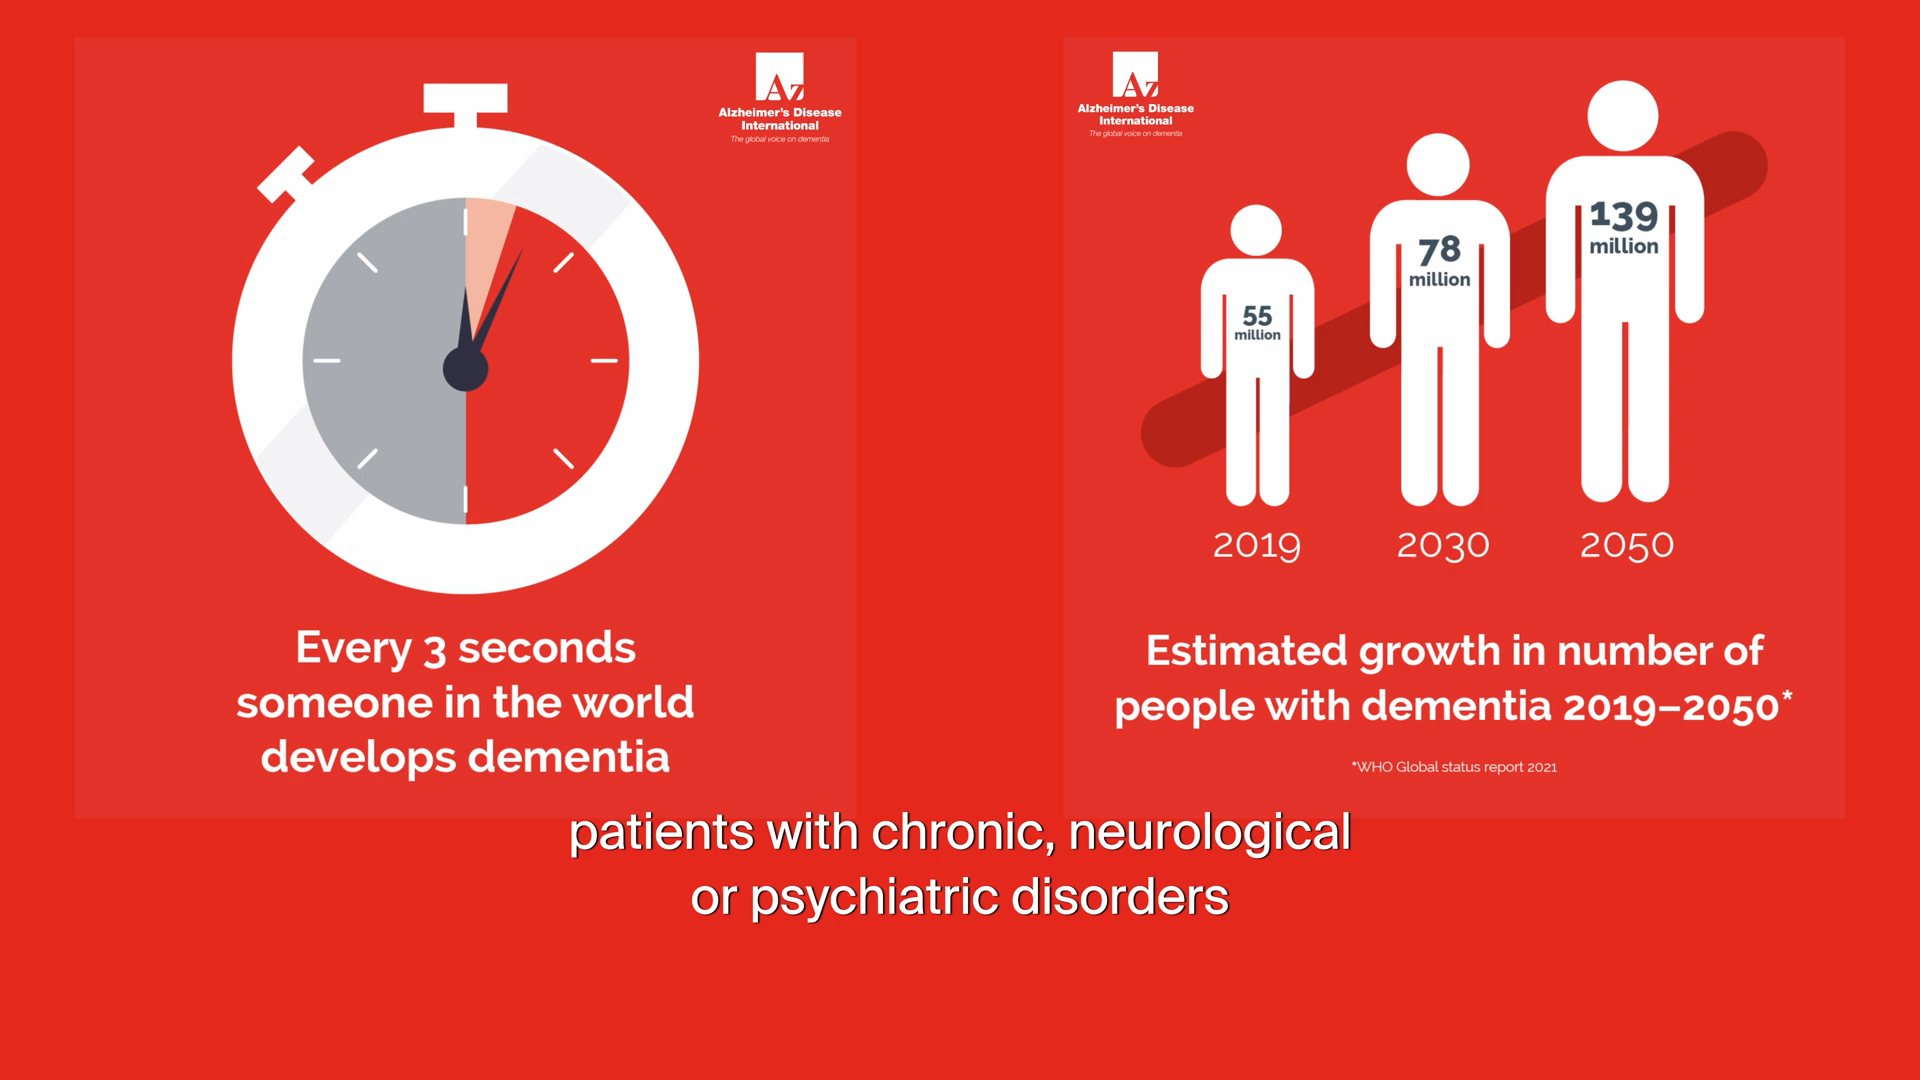 Az
Alzheimer's Disease
International
The global voice on dementia
Every 3 seconds
someone in the world
develops dementia
Az
Alzheimer's Disease
International
The global voice on dementia
55
million
78
million
139
million
2019
2030
2050
Estimated growth in number of
people with dementia 2019–2050*
*WHO Global status report 2021
patients with chronic, neurological
or psychiatric disorders